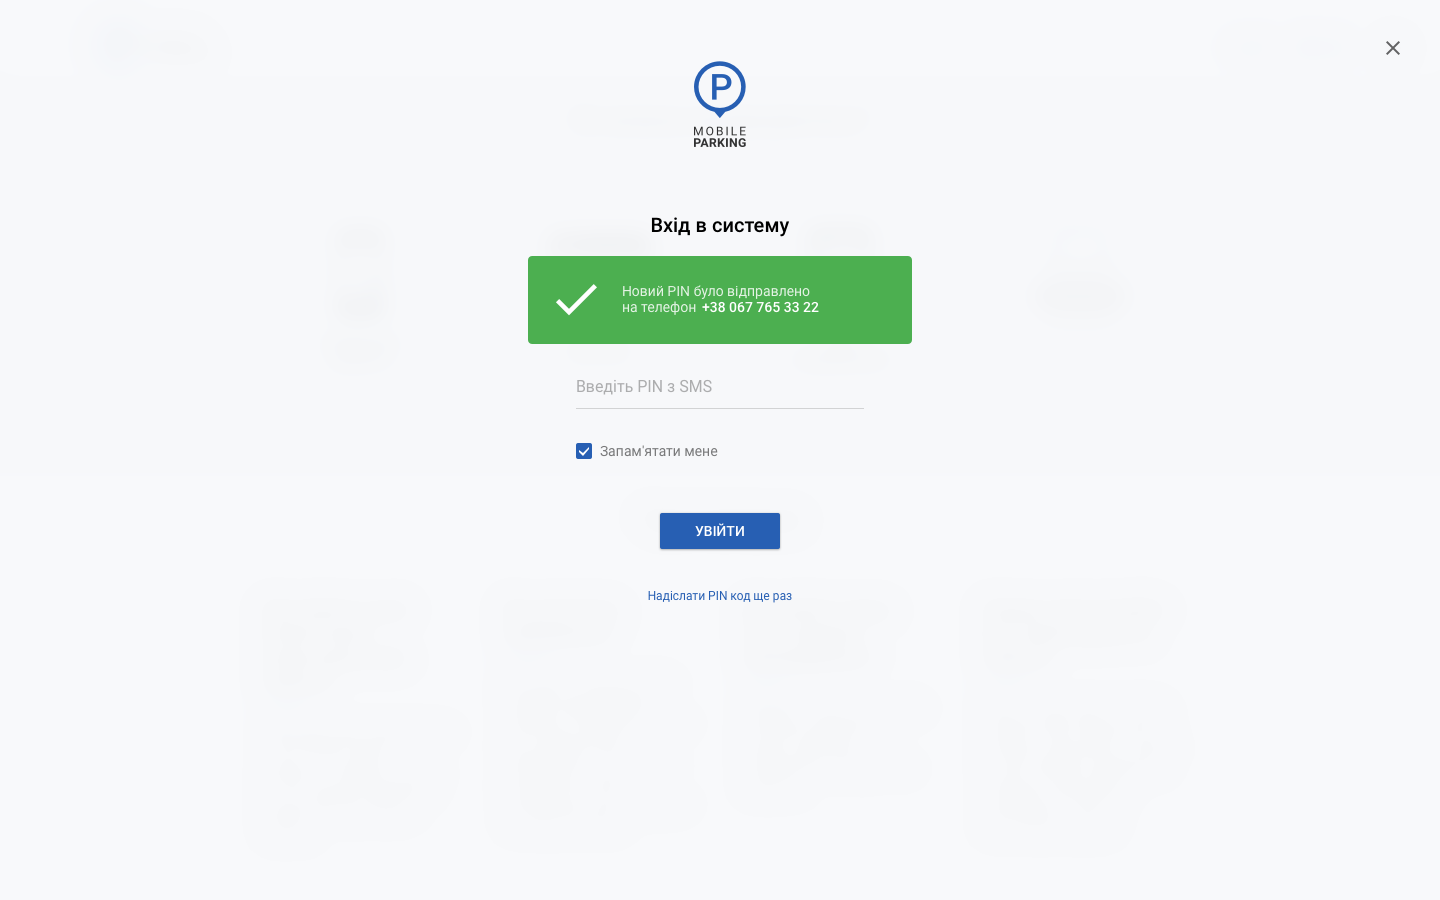 P
MOBILE
PARKING
Вхід в систему
Новий PIN було відправлено
на телефон +38 067 765 33 22
Введіть PIN з SMS
Запам'ятати мене
УВІЙТИ
Надіслати PIN код ще раз